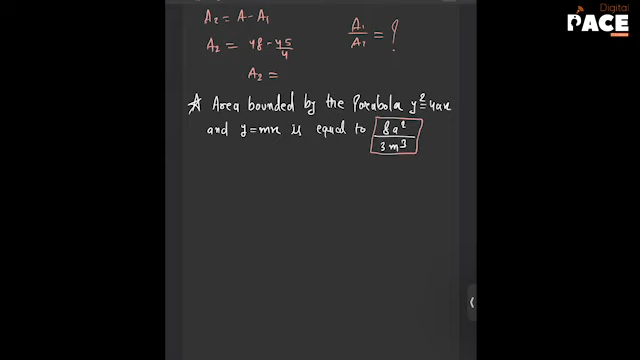 A₂ = A - A₁
A₂ = 48 - 45/4
A₂ =
A₁/A₂ = ?
Area bounded by the Parabola y² = 4ax
and y = mx is equal to 8a²/3m³
Digital
PACE